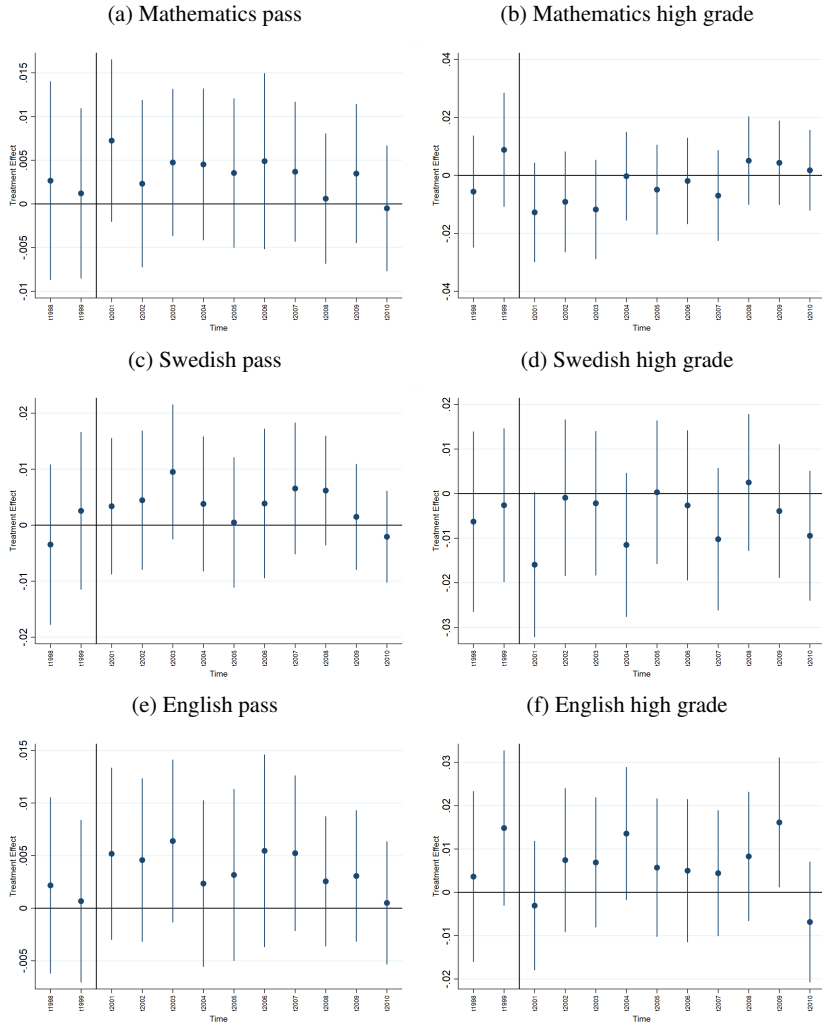 (a) Mathematics pass
Treatment Effect
.015
.01
.005
0
-.005
-.01
t1998 t1999 t2001 t2002 t2003 t2004 t2005 t2006 t2007 t2008 t2009 t2010
Time
(b) Mathematics high grade
Treatment Effect
.04
.02
0
-.02
-.04
t1998 t1999 t2001 t2002 t2003 t2004 t2005 t2006 t2007 t2008 t2009 t2010
Time
(c) Swedish pass
Treatment Effect
.02
.01
0
-.01
-.02
t1998 t1999 t2001 t2002 t2003 t2004 t2005 t2006 t2007 t2008 t2009 t2010
Time
(d) Swedish high grade
Treatment Effect
.02
.01
0
-.01
-.02
-.03
t1998 t1999 t2001 t2002 t2003 t2004 t2005 t2006 t2007 t2008 t2009 t2010
Time
(e) English pass
Treatment Effect
.015
.01
.005
0
-.005
t1998 t1999 t2001 t2002 t2003 t2004 t2005 t2006 t2007 t2008 t2009 t2010
Time
(f) English high grade
Treatment Effect
.03
.02
.01
0
-.01
-.02
t1998 t1999 t2001 t2002 t2003 t2004 t2005 t2006 t2007 t2008 t2009 t2010
Time